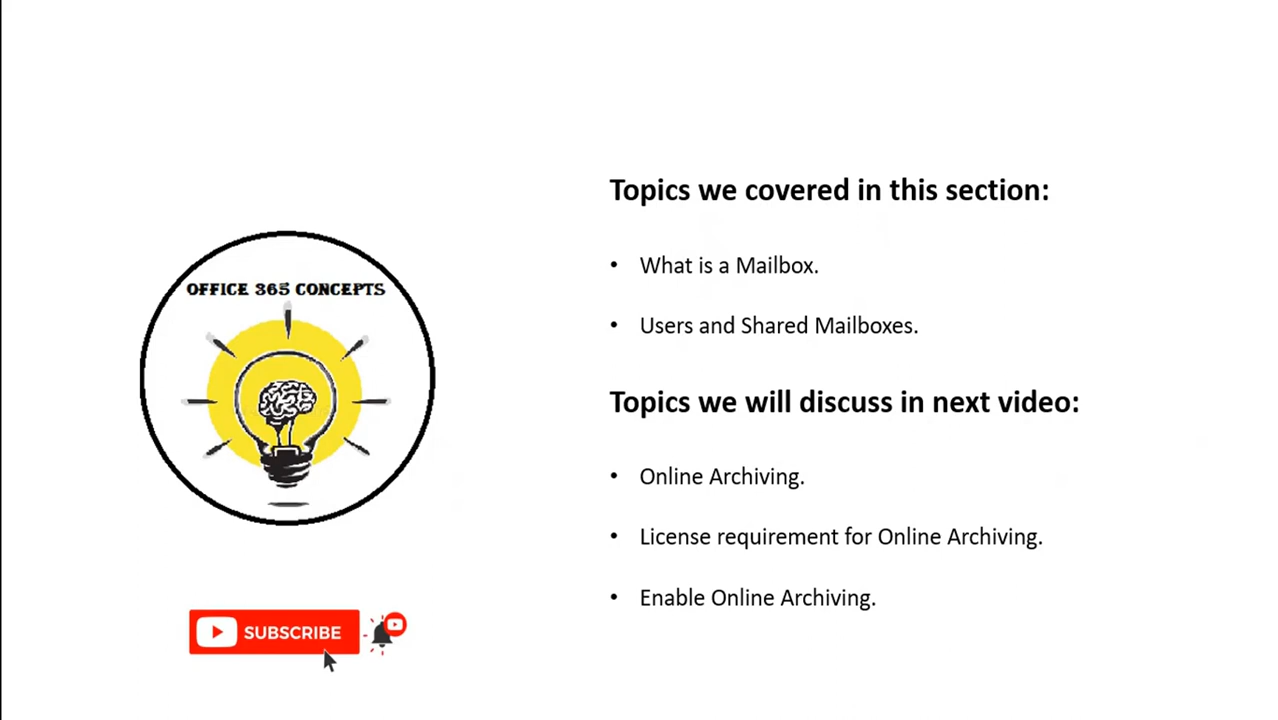 Topics we covered in this section:
• What is a Mailbox.
• Users and Shared Mailboxes.
OFFICE 365 CONCEPTS
Topics we will discuss in next video:
• Online Archiving.
• License requirement for Online Archiving.
• Enable Online Archiving.
SUBSCRIBE